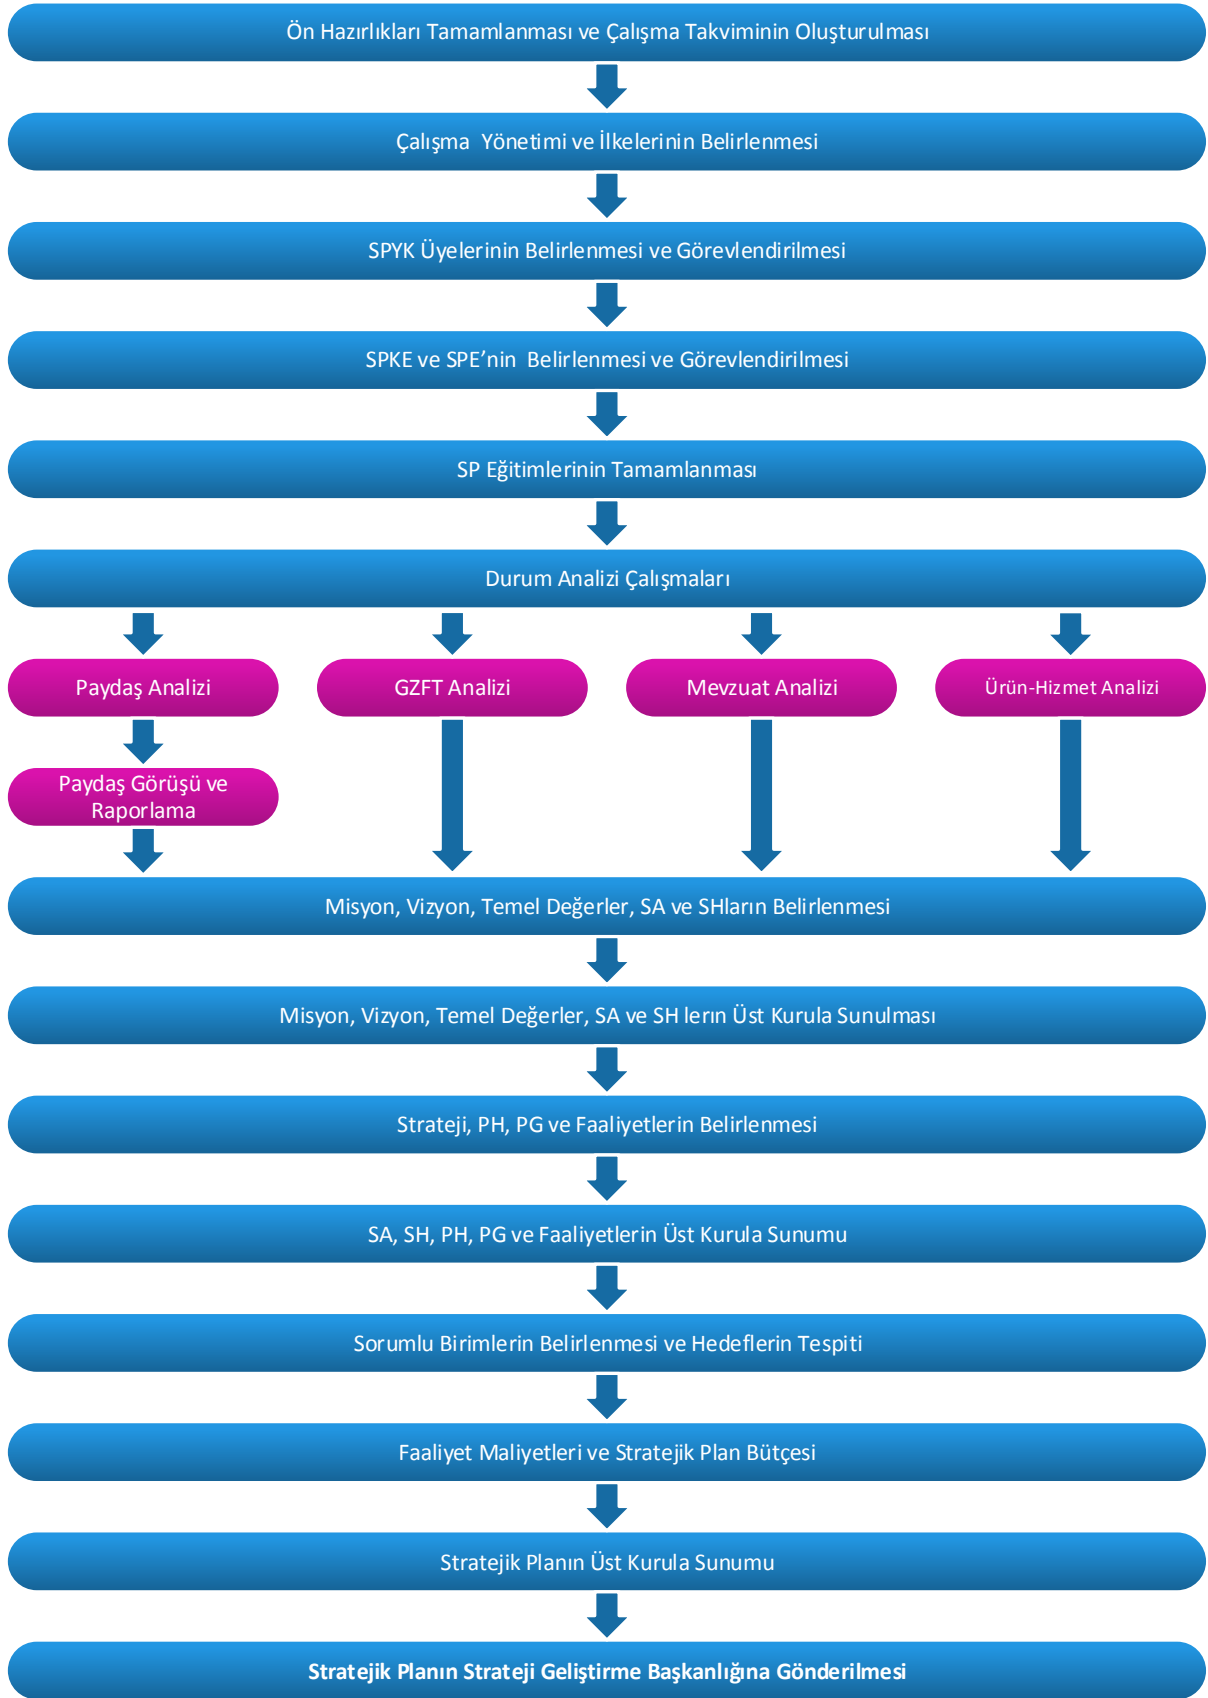 Ön Hazırlıkları Tamamlanması ve Çalışma Takviminin Oluşturulması
Çalışma  Yönetimi ve İlkelerinin Belirlenmesi
SPYK Üyelerinin Belirlenmesi ve Görevlendirilmesi
SPKE ve SPE’nin  Belirlenmesi ve Görevlendirilmesi
SP Eğitimlerinin Tamamlanması
Durum Analizi Çalışmaları
Paydaş Analizi
GZFT Analizi
Mevzuat Analizi
Ürün-Hizmet Analizi
Paydaş Görüşü ve
Raporlama
Misyon, Vizyon, Temel Değerler, SA ve SHların Belirlenmesi
Misyon, Vizyon, Temel Değerler, SA ve SH lerın Üst Kurula Sunulması
Strateji, PH, PG ve Faaliyetlerin Belirlenmesi
SA, SH, PH, PG ve Faaliyetlerin Üst Kurula Sunumu
Sorumlu Birimlerin Belirlenmesi ve Hedeflerin Tespiti
Faaliyet Maliyetleri ve Stratejik Plan Bütçesi
Stratejik Planın Üst Kurula Sunumu
Stratejik Planın Strateji Geliştirme Başkanlığına Gönderilmesi